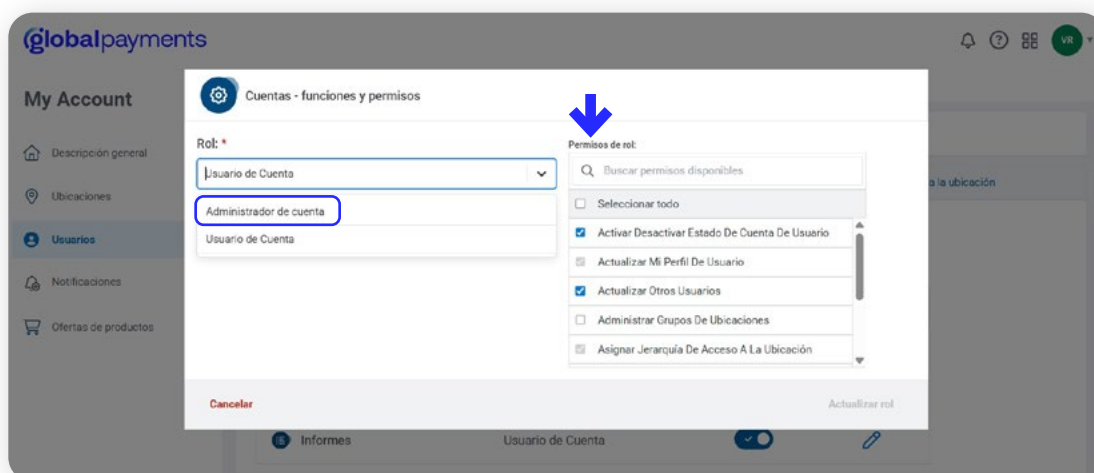 globalpayments
VR
My Account
Cuentas - funciones y permisos
Rol: *
Permisos de rol:
Descripción general
Usuario de Cuenta
Buscar permisos disponibles
a la ubicación
Ubicaciones
Administrador de cuenta
Seleccionar todo
Usuarios
Usuario de Cuenta
Activar Desactivar Estado De Cuenta De Usuario
Actualizar Mi Perfil De Usuario
Notificaciones
Actualizar Otros Usuarios
Administrar Grupos De Ubicaciones
Ofertas de productos
Asignar Jerarquía De Acceso A La Ubicación
Cancelar
Actualizar rol
Informes
Usuario de Cuenta